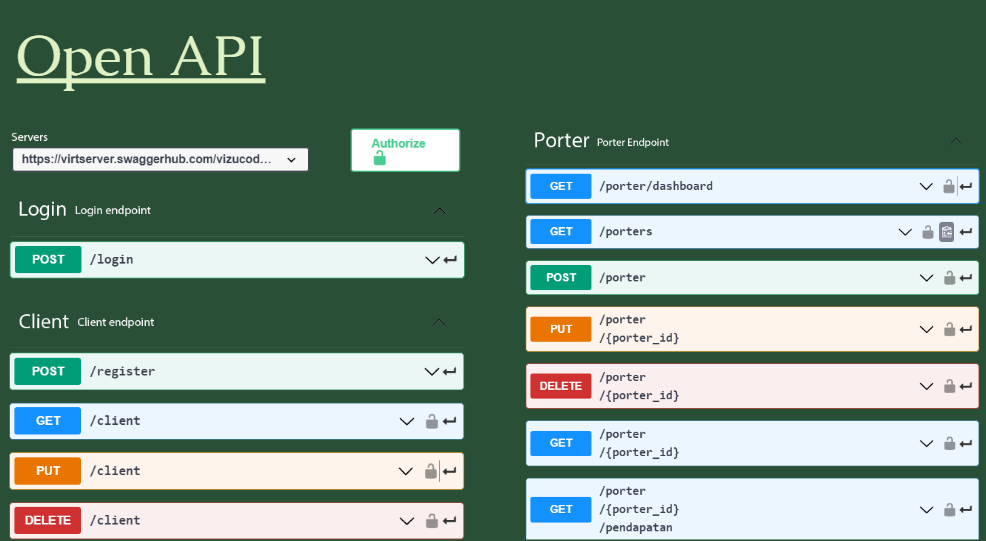 Open API
Servers
https://virtserver.swaggerhub.com/vizucod...
Authorize
Login Login endpoint
POST /login
Client Client endpoint
POST /register
GET /client
PUT /client
DELETE /client
Porter Porter Endpoint
GET /porter/dashboard
GET /porters
POST /porter
PUT /porter
/{porter_id}
DELETE /porter
/{porter_id}
GET /porter
/{porter_id}
GET /porter
/{porter_id}
/pendapatan